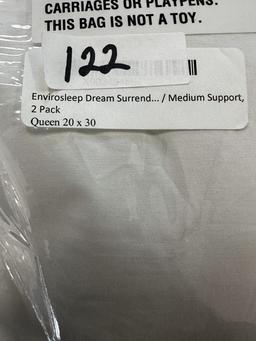 CARRIAGES OR PLAYPENS.
THIS BAG IS NOT A TOY.
122
Envirosleep Dream Surrend... / Medium Support,
2 Pack
Queen 20 x 30